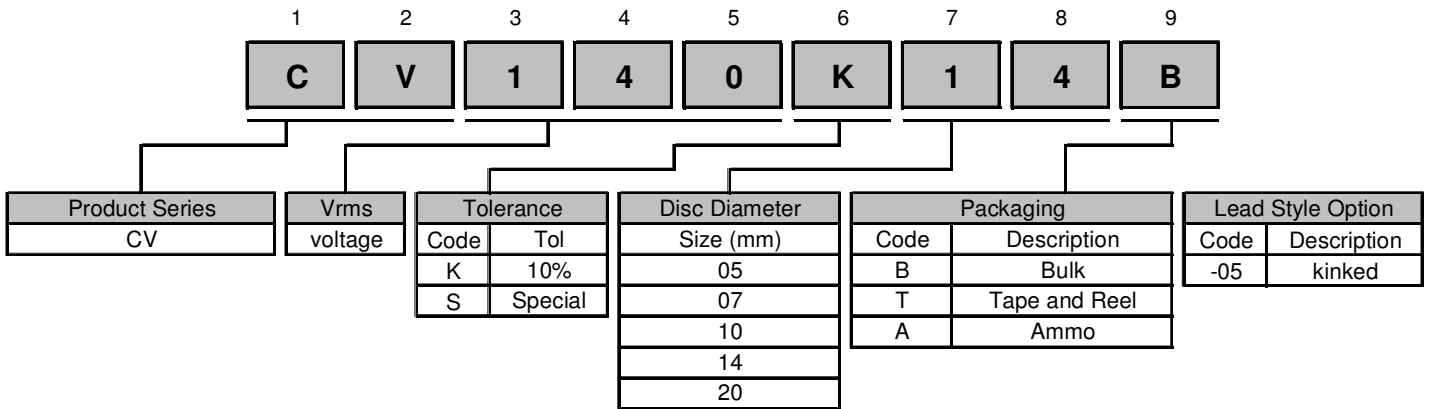 1 2 3 4 5 6 7 8 9
C V 1 4 0 K 1 4 B
Product Series
CV
Vrms
voltage
Tolerance
Code Tol
K 10%
S Special
Disc Diameter
Size (mm)
05
07
10
14
20
Packaging
Code Description
B Bulk
T Tape and Reel
A Ammo
Lead Style Option
Code Description
-05 kinked